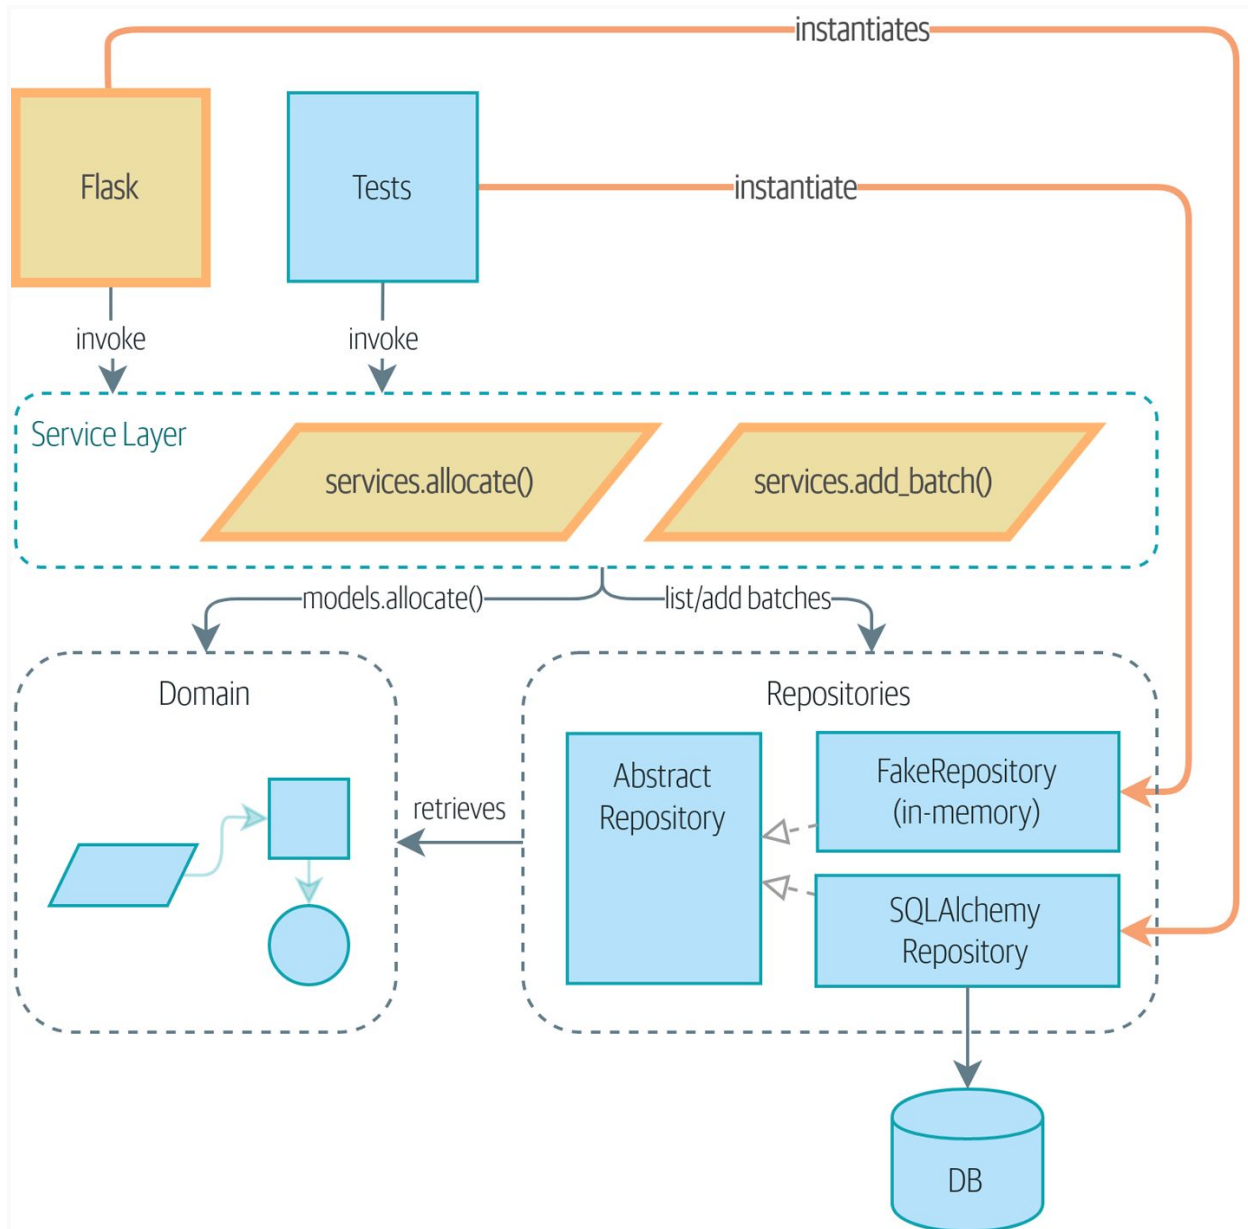 instantiates
Flask
Tests
instantiate
invoke
invoke
Service Layer
services.allocate()
services.add_batch()
models.allocate()
list/add batches
Domain
Repositories
Abstract
Repository
FakeRepository
(in-memory)
retrieves
SQLAlchemy
Repository
DB